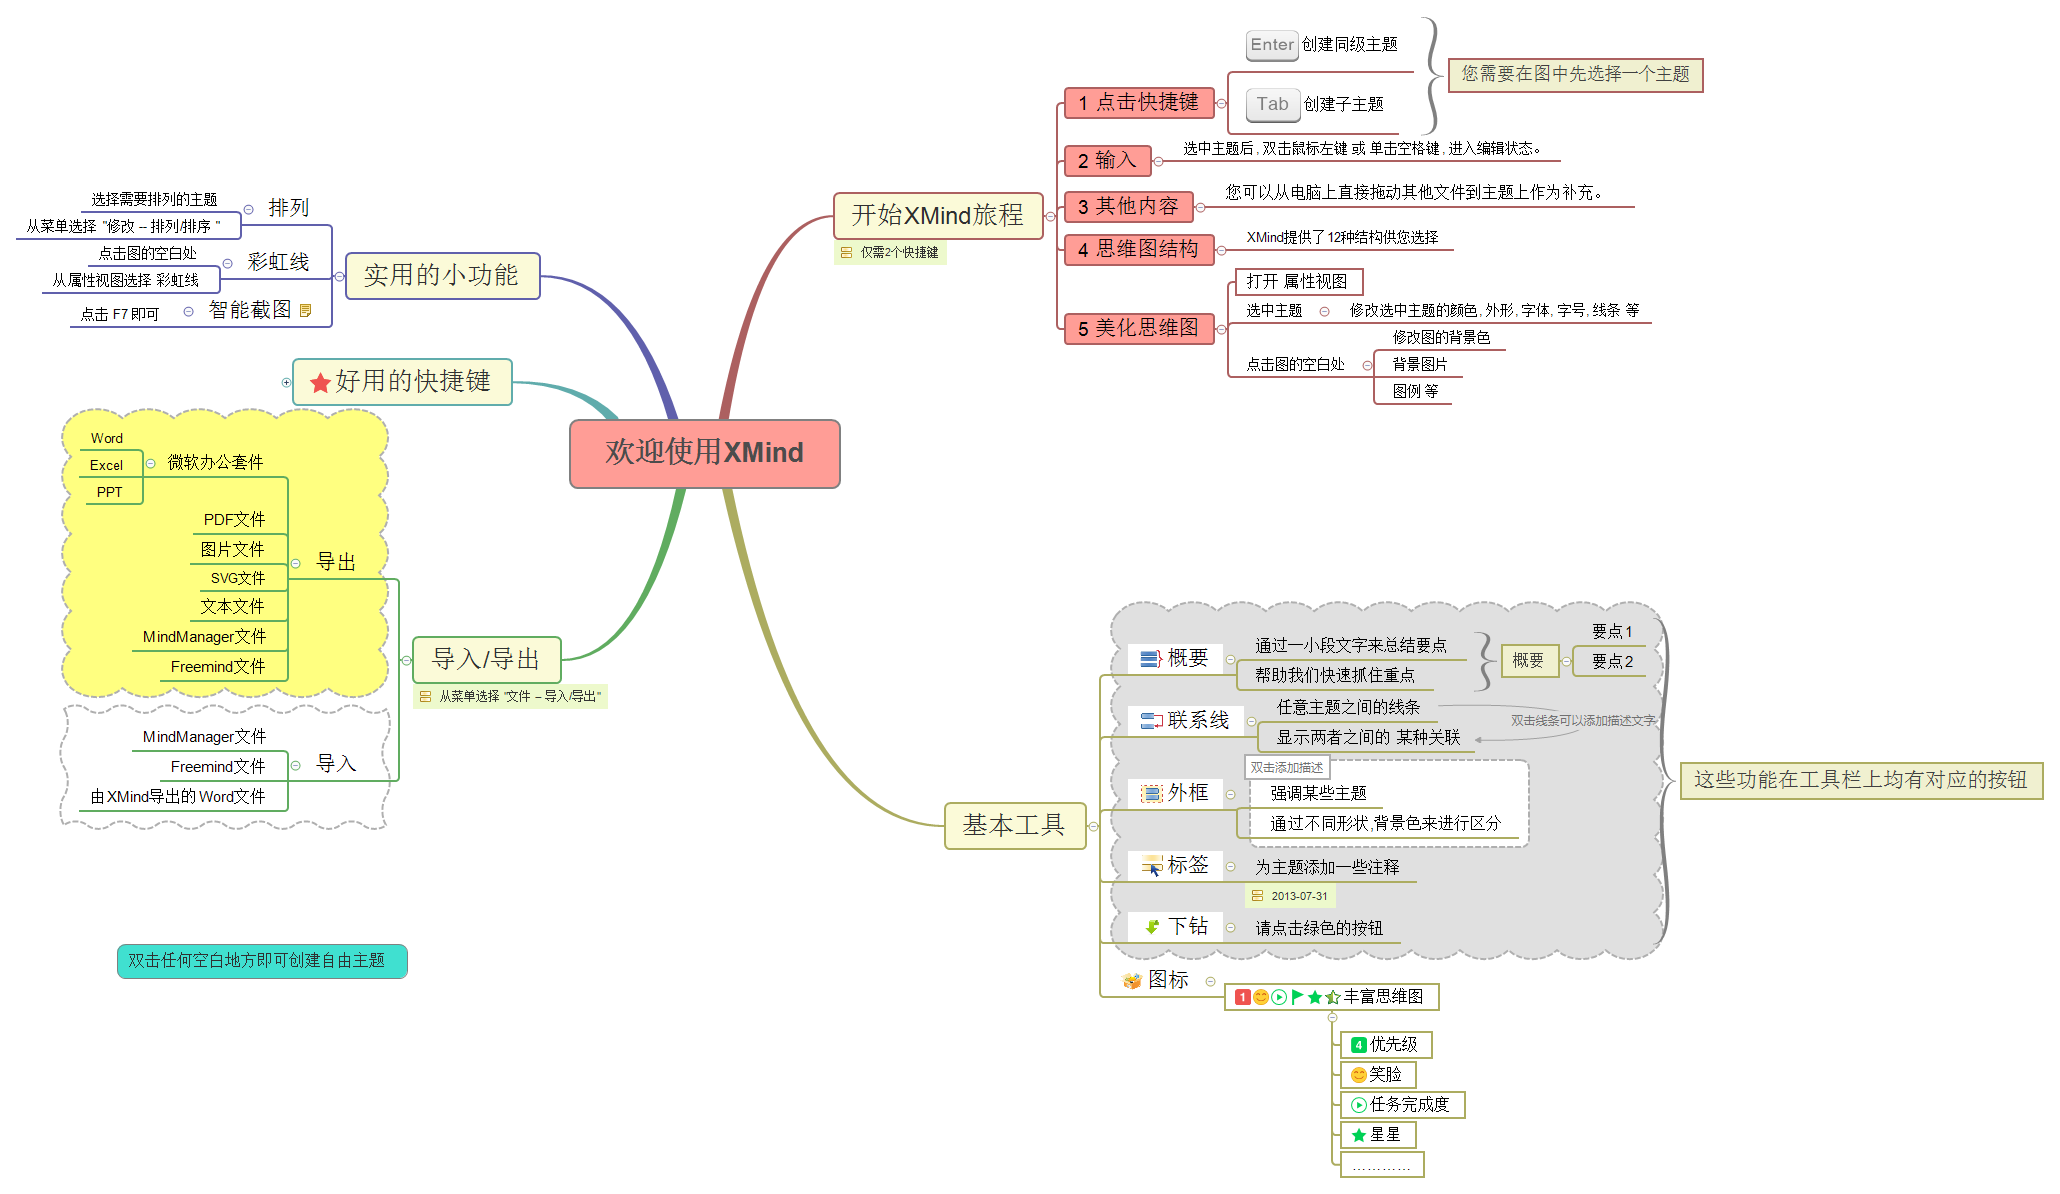 欢迎使用XMind
开始XMind旅程
仅需2个快捷键
1 点击快捷键
Enter 创建同级主题
Tab 创建子主题
您需要在图中先选择一个主题
2 输入
选中主题后, 双击鼠标左键 或 单击空格键, 进入编辑状态。
3 其他内容
您可以从电脑上直接拖动其他文件到主题上作为补充。
4 思维图结构
XMind提供了12种结构供您选择
5 美化思维图
打开 属性视图
选中主题
修改选中主题的颜色, 外形, 字体, 字号, 线条 等
点击图的空白处
修改图的背景色
背景图片
图例 等
基本工具
概要
通过一小段文字来总结要点
帮助我们快速抓住重点
概要
要点1
要点2
联系线
任意主题之间的线条
显示两者之间的 某种关联
双击线条可以添加描述文字
外框
双击添加描述
强调某些主题
通过不同形状,背景色来进行区分
标签
为主题添加一些注释
2013-07-31
下钻
请点击绿色的按钮
这些功能在工具栏上均有对应的按钮
图标
1 丰富思维图
4 优先级
笑脸
任务完成度
星星
............
实用的小功能
排列
选择需要排列的主题
从菜单选择 "修改 -- 排列/排序 "
彩虹线
点击图的空白处
从属性视图选择 彩虹线
智能截图
点击 F7 即可
好用的快捷键
导入/导出
从菜单选择 "文件 -- 导入/导出"
导出
微软办公套件
Word
Excel
PPT
PDF文件
图片文件
SVG文件
文本文件
MindManager文件
Freemind文件
导入
MindManager文件
Freemind文件
由XMind导出的Word文件
双击任何空白地方即可创建自由主题